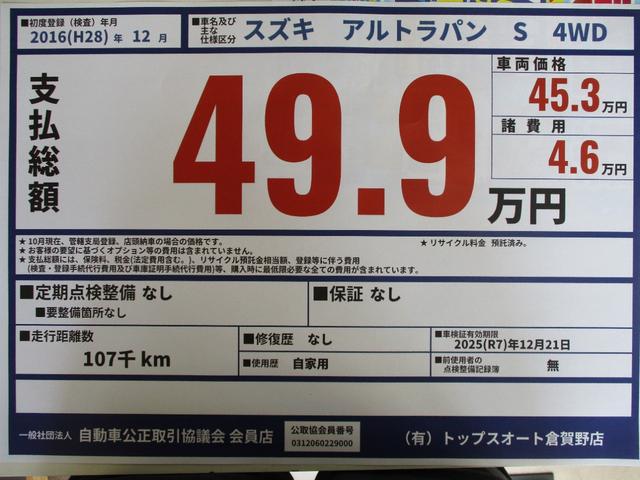 ■初度登録（検査）年月
2016(H28) 年 12 月
■車名及び主な仕様区分 スズキ アルトラパン S 4WD
支払総額 49.9 万円
車両価格
45.3 万円
諸費用
4.6 万円
★10月現在、管轄支局登録、店頭納車の場合の価格です。
★リサイクル料金 預託済み。
★お客様の要望に基づくオプション等の費用は含まれていません。
★支払総額には、保険料、税金(法定費用含む。)、リサイクル預託金相当額、登録等に伴う費用
(検査・登録手続代行費用及び車庫証明手続代行費用)等、購入時に最低限必要な全ての費用が含まれています。
■定期点検整備 なし
■要整備箇所なし
■保証 なし
■走行距離数
107千 km
■修復歴 なし
■使用歴 自家用
■車検証有効期限
2025(R7)年12月21日
■前使用者の点検整備記録簿 無
一般社団法人 自動車公正取引協議会 会員店
公取協会員番号
0312060229000
（有）トップスオート倉賀野店